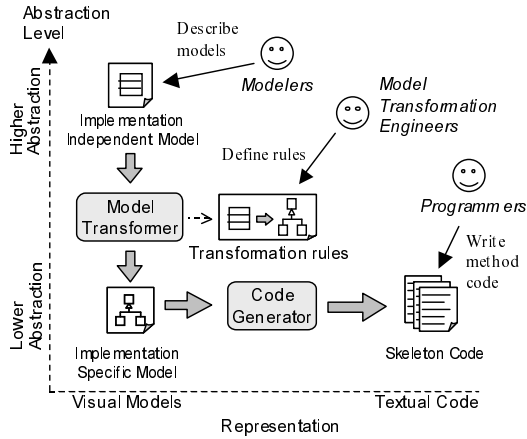 Abstraction
Level
Describe
models
Modelers
Model
Transformation
Engineers
Higher
Abstraction
Implementation
Independent Model
Define rules
Programmers
Model
Transformer
Transformation rules
Write
method
code
Lower
Abstraction
Code
Generator
Implementation
Specific Model
Skeleton Code
Visual Models
Textual Code
Representation